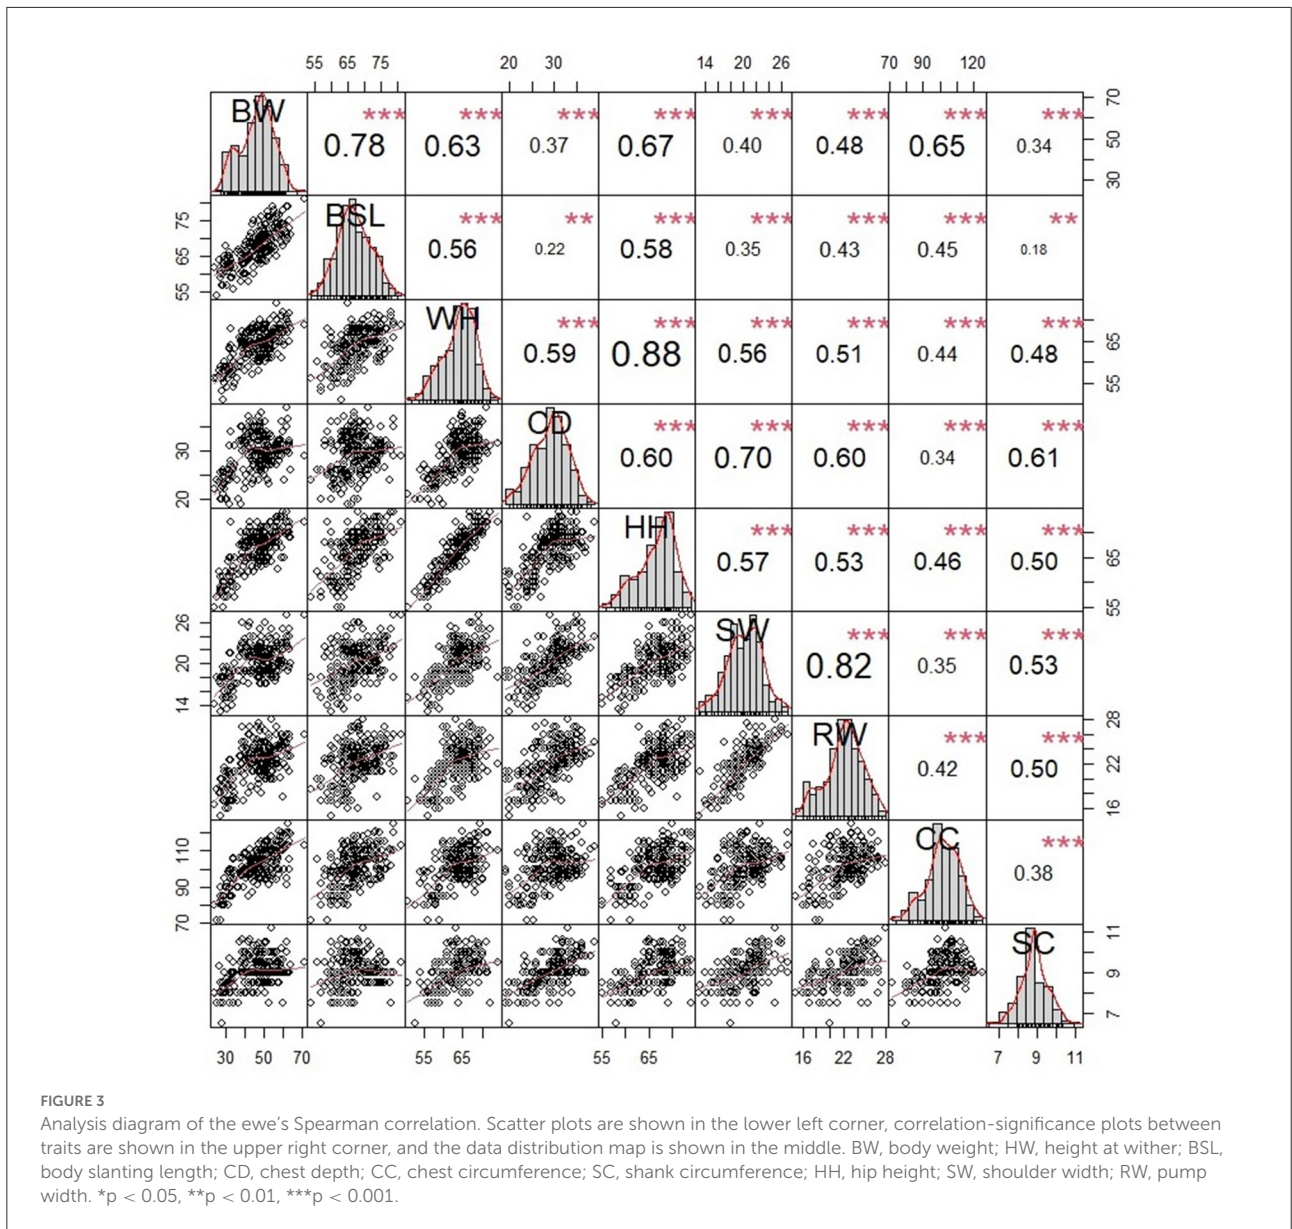 55 65 75 20 30 14 20 26 70 90 120
BW *** *** *** *** *** *** *** *** 70
0.78 0.63 0.37 0.67 0.40 0.48 0.65 0.34 50
30
75 BSL *** ** *** *** *** *** **
65 0.56 0.22 0.58 0.35 0.43 0.45 0.18
55
WH *** *** *** *** *** ***
0.59 0.88 0.56 0.51 0.44 0.48 65
55
CD *** *** *** *** ***
30 0.60 0.70 0.60 0.34 0.61
20
HH *** *** *** ***
0.57 0.53 0.46 0.50 65
55
26 SW *** *** ***
20 0.82 0.35 0.53
14
RW *** *** 28
0.42 0.50 22
16
110 CC ***
90 0.38
70
SC 11
9
7
30 50 70 55 65 55 65 16 22 28 7 9 11
FIGURE 3
Analysis diagram of the ewe's Spearman correlation. Scatter plots are shown in the lower left corner, correlation-significance plots between
traits are shown in the upper right corner, and the data distribution map is shown in the middle. BW, body weight; HW, height at wither; BSL,
body slanting length; CD, chest depth; CC, chest circumference; SC, shank circumference; HH, hip height; SW, shoulder width; RW, pump
width. *p < 0.05, **p < 0.01, ***p < 0.001.